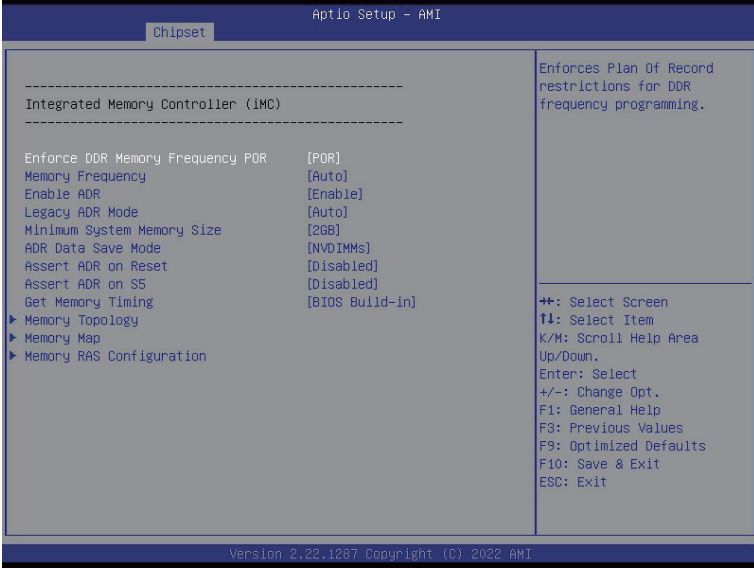 Aptio Setup – AMI
Chipset
------------------------------------------------
Integrated Memory Controller (iMC)
------------------------------------------------
Enforce DDR Memory Frequency POR [POR]
Memory Frequency [Auto]
Enable ADR [Enable]
Legacy ADR Mode [Auto]
Minimum System Memory Size [2GB]
ADR Data Save Mode [NVDIMMs]
Assert ADR on Reset [Disabled]
Assert ADR on S5 [Disabled]
Get Memory Timing [BIOS Build-in]
▶ Memory Topology
▶ Memory Map
▶ Memory RAS Configuration
Enforces Plan Of Record
restrictions for DDR
frequency programming.
→←: Select Screen
↑↓: Select Item
K/M: Scroll Help Area
Up/Down.
Enter: Select
+/-: Change Opt.
F1: General Help
F3: Previous Values
F9: Optimized Defaults
F10: Save & Exit
ESC: Exit
Version 2.22.1287 Copyright (C) 2022 AMI